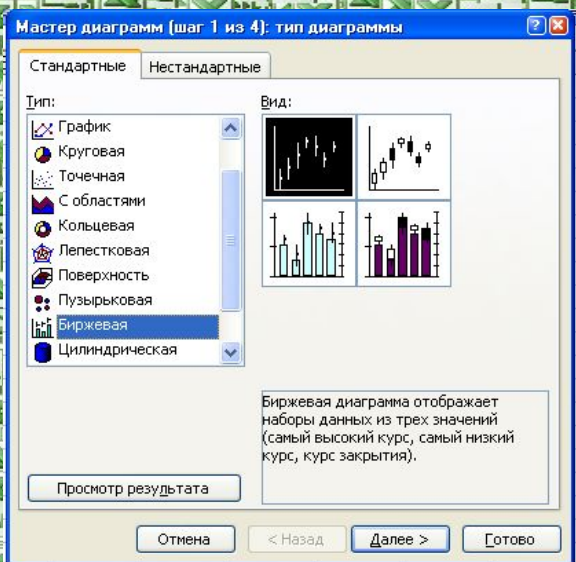 Мастер диаграмм (шаг 1 из 4): тип диаграммы
Стандартные Нестандартные
Тип: Вид:
График
Круговая
Точечная
С областями
Кольцевая
Лепестковая
Поверхность
Пузырьковая
Биржевая
Цилиндрическая
Биржевая диаграмма отображает
наборы данных из трех значений
(самый высокий курс, самый низкий
курс, курс закрытия).
Просмотр результата
Отмена < Назад Далее > Готово